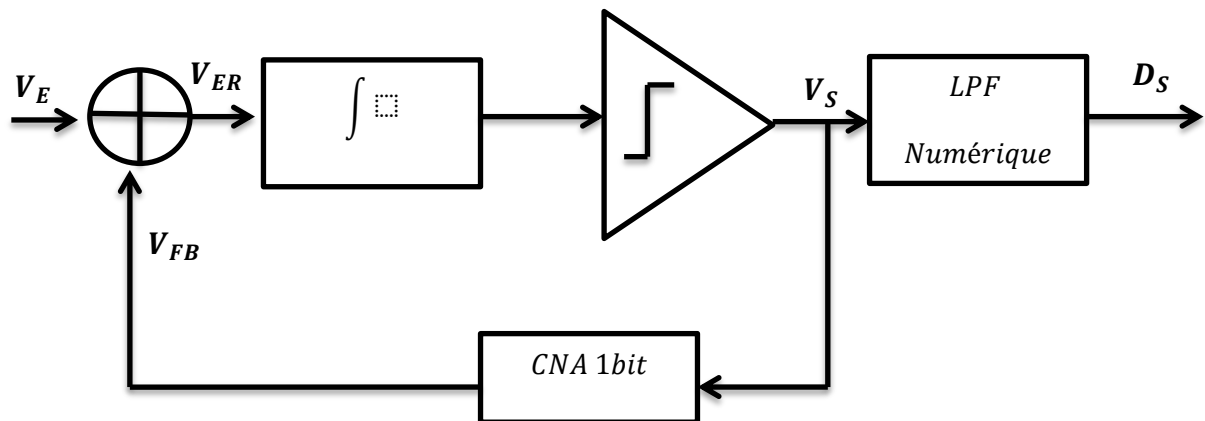 V_E
V_ER
∫ ⬚
V_S
LPF
Numérique
D_S
V_FB
CNA 1bit